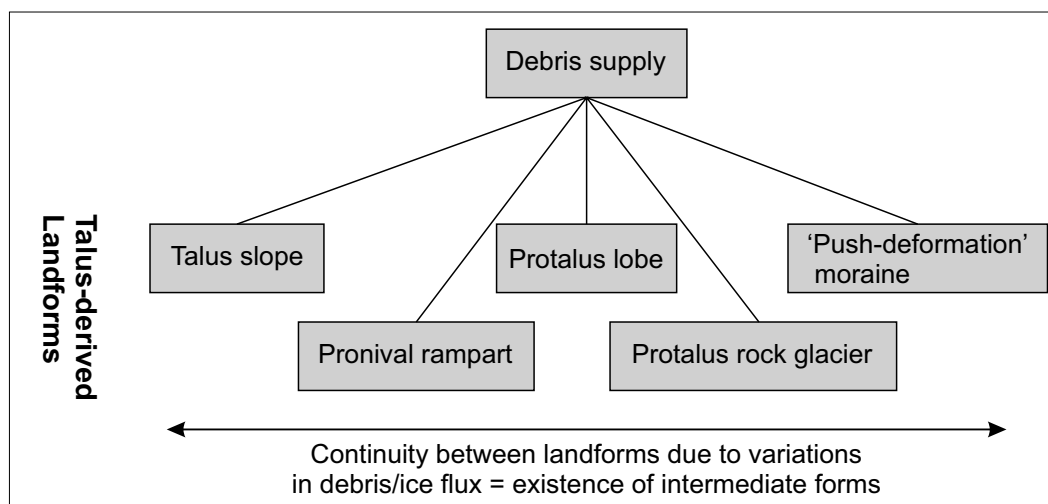 Debris supply
Talus-derived
Landforms
Talus slope
Protalus lobe
‘Push-deformation’
moraine
Pronival rampart
Protalus rock glacier
Continuity between landforms due to variations
in debris/ice flux = existence of intermediate forms